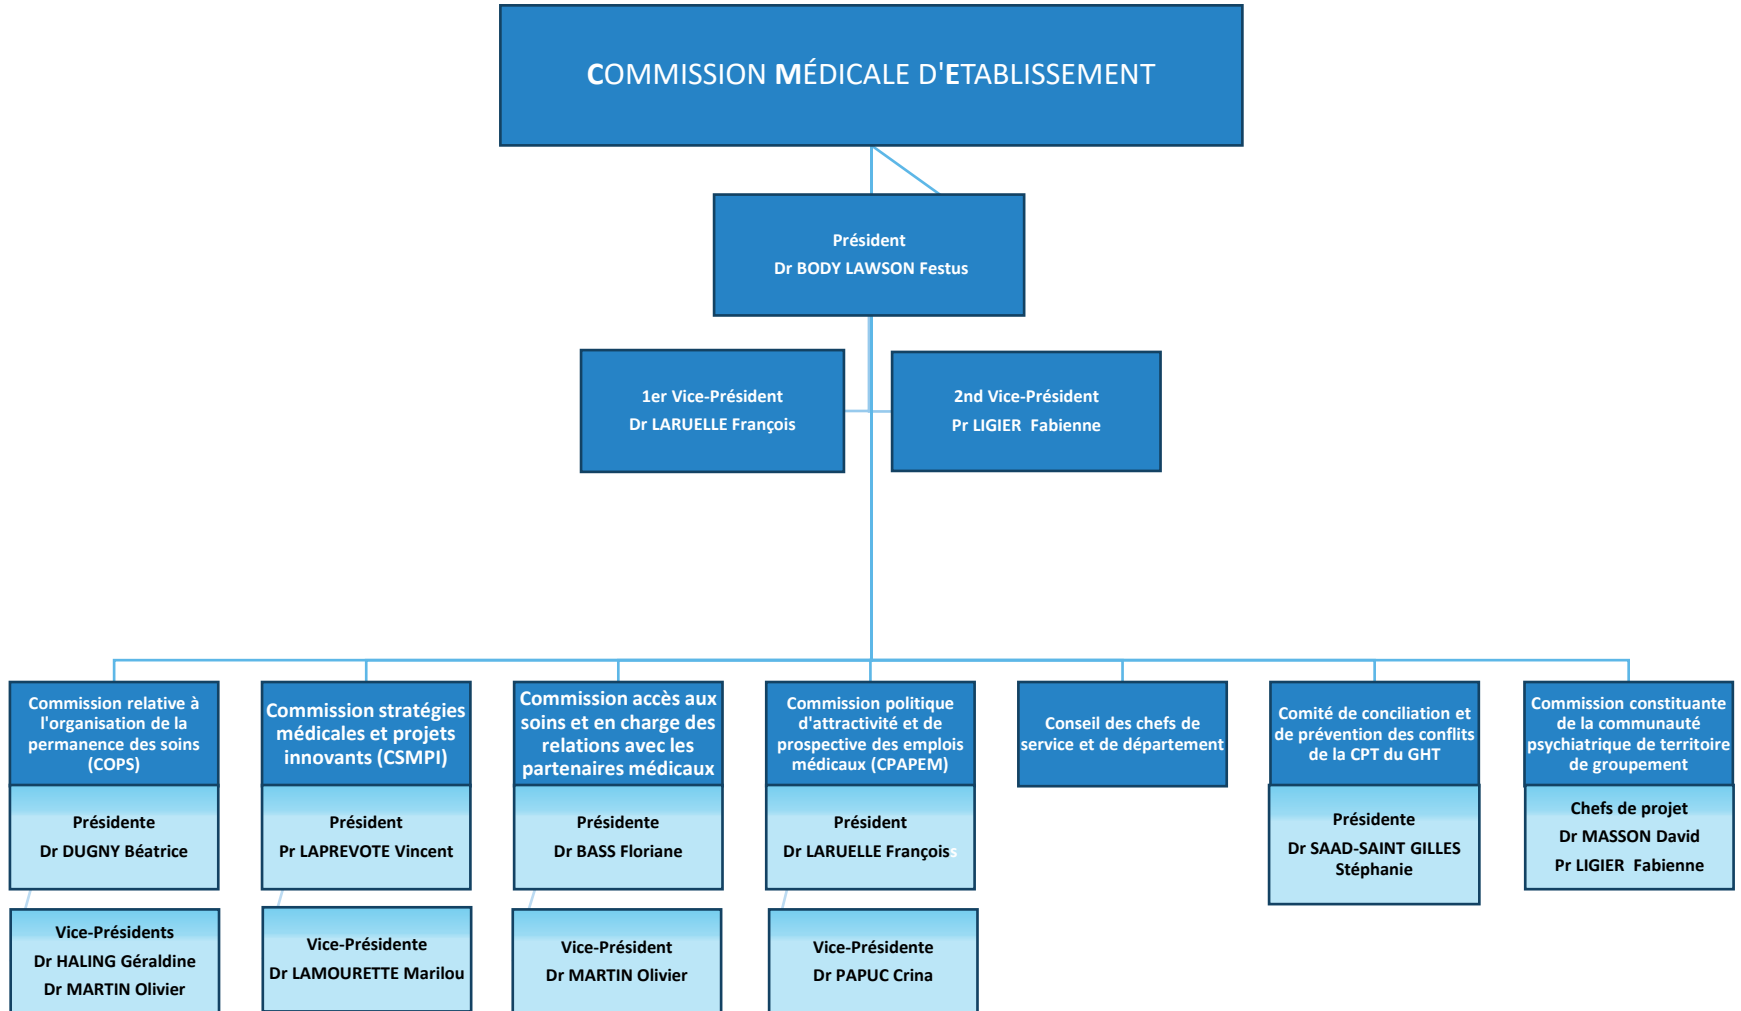 COMMISSION MÉDICALE D'ETABLISSEMENT
Président
Dr BODY LAWSON Festus
1er Vice-Président
Dr LARUELLE François
2nd Vice-Président
Pr LIGIER  Fabienne
Commission relative à
l'organisation de la
permanence des soins
(COPS)
Présidente
Dr DUGNY Béatrice
Vice-Présidents
Dr HALING Géraldine
Dr MARTIN Olivier
Commission stratégies
médicales et projets
innovants (CSMPI)
Président
Pr LAPREVOTE Vincent
Vice-Présidente
Dr LAMOURETTE Marilou
Commission accès aux
soins et en charge des
relations avec les
partenaires médicaux
Présidente
Dr BASS Floriane
Vice-Président
Dr MARTIN Olivier
Commission politique
d'attractivité et de
prospective des emplois
médicaux (CPAPEM)
Président
Dr LARUELLE Françoiss
Vice-Présidente
Dr PAPUC Crina
Conseil des chefs de
service et de département
Comité de conciliation et
de prévention des conflits
de la CPT du GHT
Présidente
Dr SAAD-SAINT GILLES
Stéphanie
Commission constituante
de la communauté
psychiatrique de territoire
de groupement
Chefs de projet
Dr MASSON David
Pr LIGIER  Fabienne